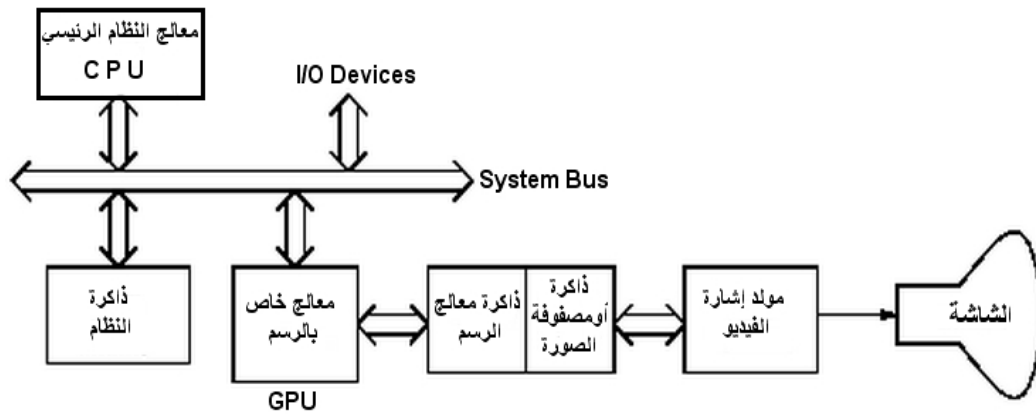 معالج النظام الرئيسي
C P U
I/O Devices
System Bus
ذاكرة
النظام
معالج خاص
بالرسم
GPU
ذاكرة معالج
الرسم
ذاكرة
أومصفوفة
الصورة
مولد إشارة
الفيديو
الشاشة